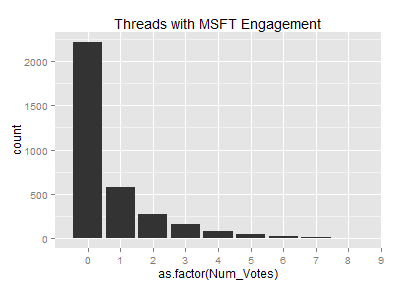 Threads with MSFT Engagement
count
2000
1500
1000
500
0
0 1 2 3 4 5 6 7 8 9
as.factor(Num_Votes)